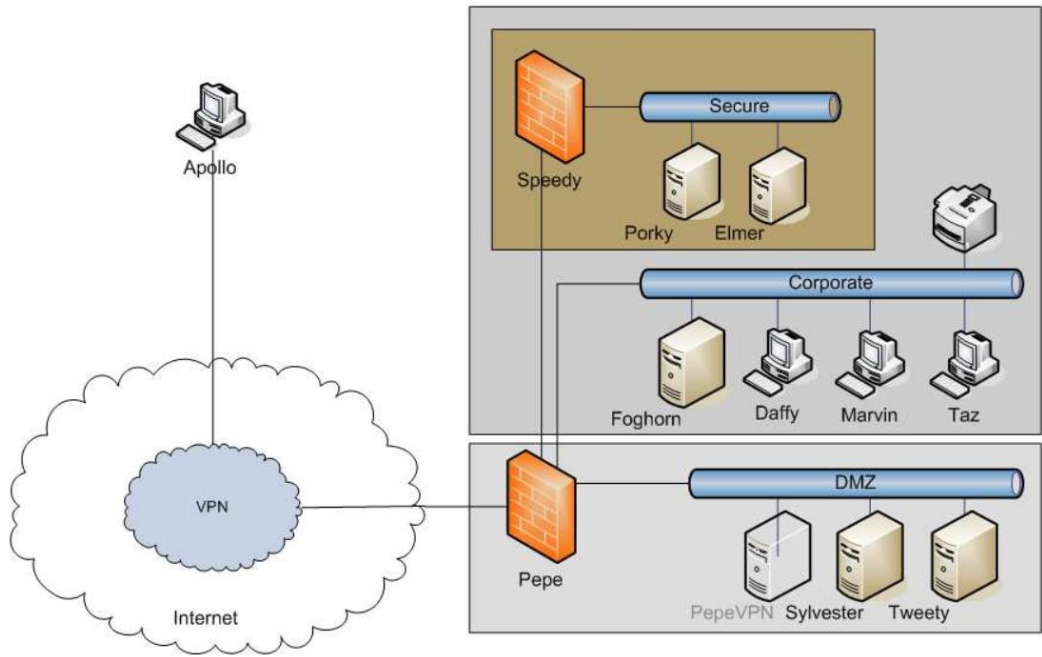 Secure
Apollo
Speedy
Porky
Elmer
Corporate
Foghorn
Daffy
Marvin
Taz
DMZ
VPN
Pepe
PepeVPN
Sylvester
Tweety
Internet